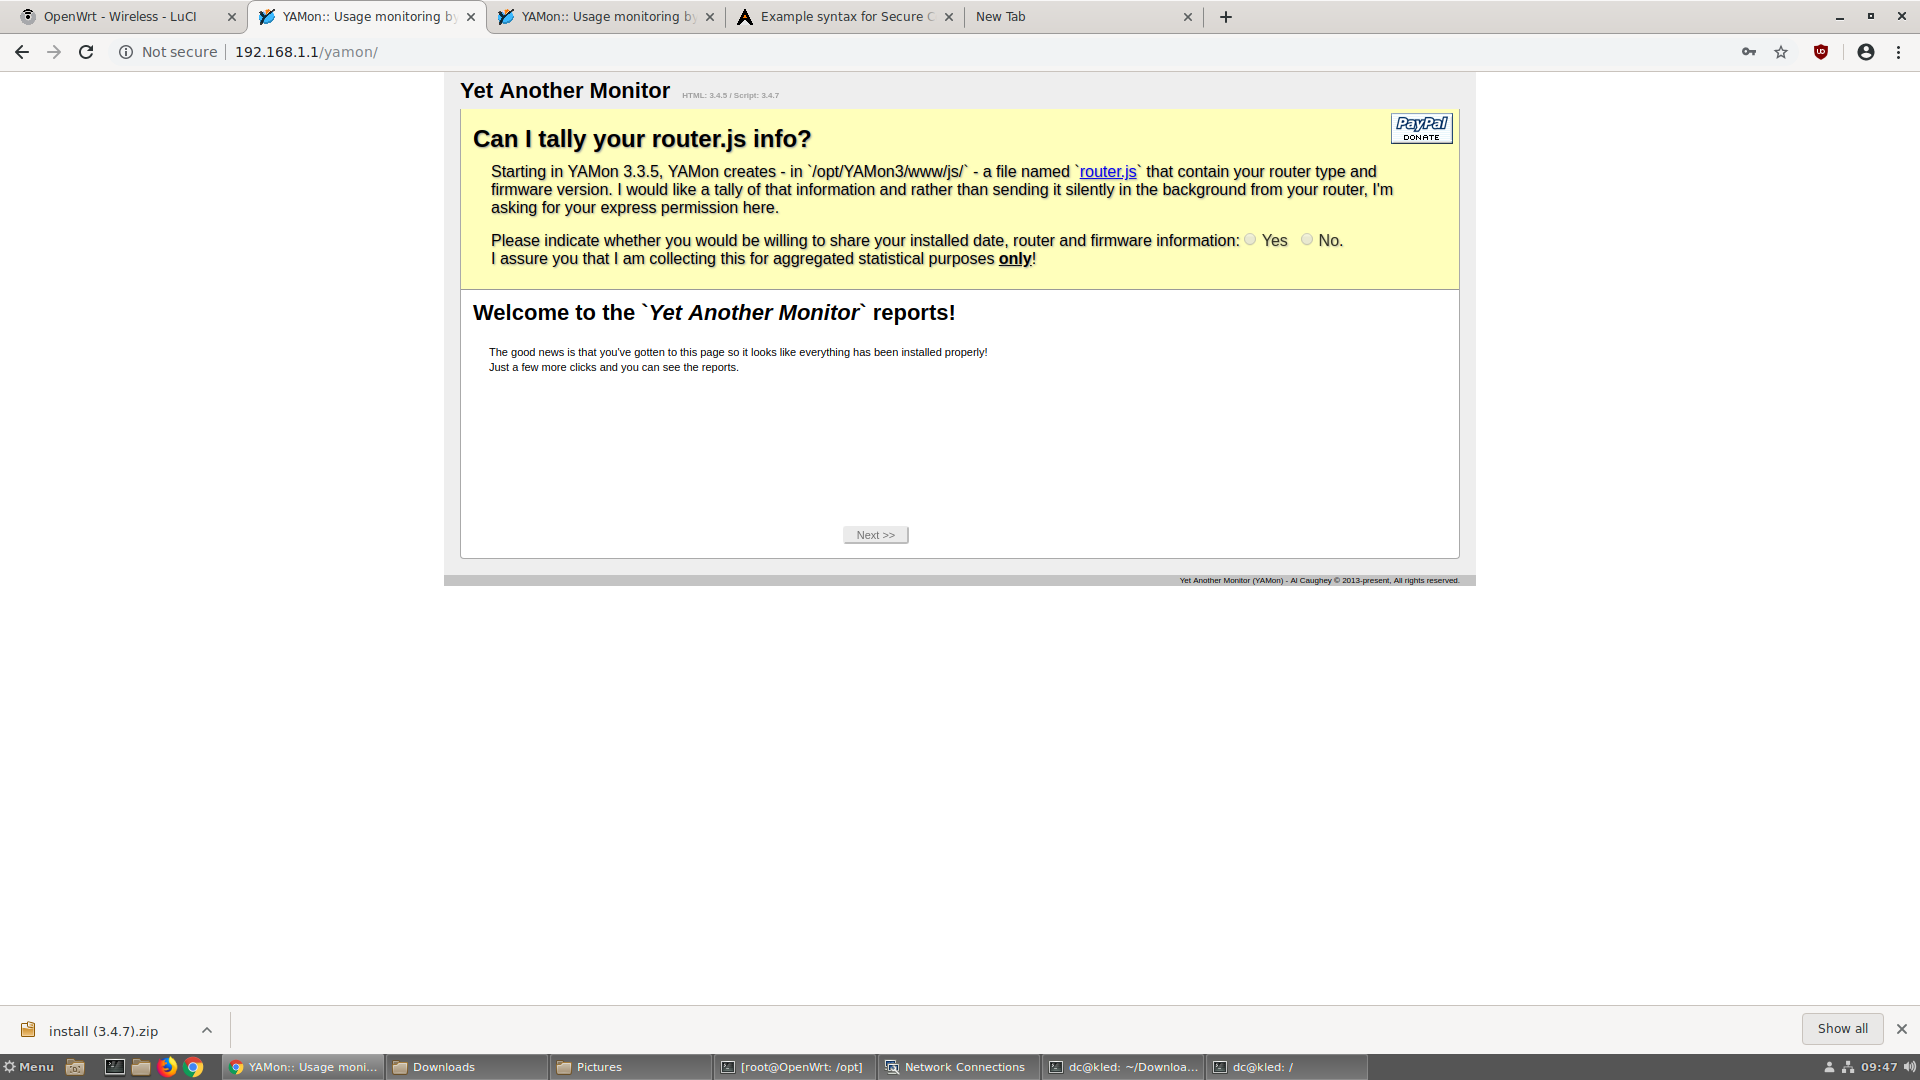 OpenWrt - Wireless - LuCI
YAMon:: Usage monitoring by
YAMon:: Usage monitoring by
Example syntax for Secure C
New Tab
Not secure
192.168.1.1/yamon/
Yet Another Monitor
HTML: 3.4.5 / Script: 3.4.7
PayPal
DONATE
Can I tally your router.js info?
Starting in YAMon 3.3.5, YAMon creates - in `/opt/YAMon3/www/js/` - a file named `router.js` that contain your router type and
firmware version. I would like a tally of that information and rather than sending it silently in the background from your router, I'm
asking for your express permission here.
Please indicate whether you would be willing to share your installed date, router and firmware information: Yes No.
I assure you that I am collecting this for aggregated statistical purposes only!
Welcome to the `Yet Another Monitor` reports!
The good news is that you've gotten to this page so it looks like everything has been installed properly!
Just a few more clicks and you can see the reports.
Next >>
Yet Another Monitor (YAMon) - Al Caughey © 2013-present, All rights reserved.
install (3.4.7).zip
Show all
Menu
YAMon:: Usage moni...
Downloads
Pictures
[root@OpenWrt: /opt]
Network Connections
dc@kled: ~/Downloa...
dc@kled: /
09:47